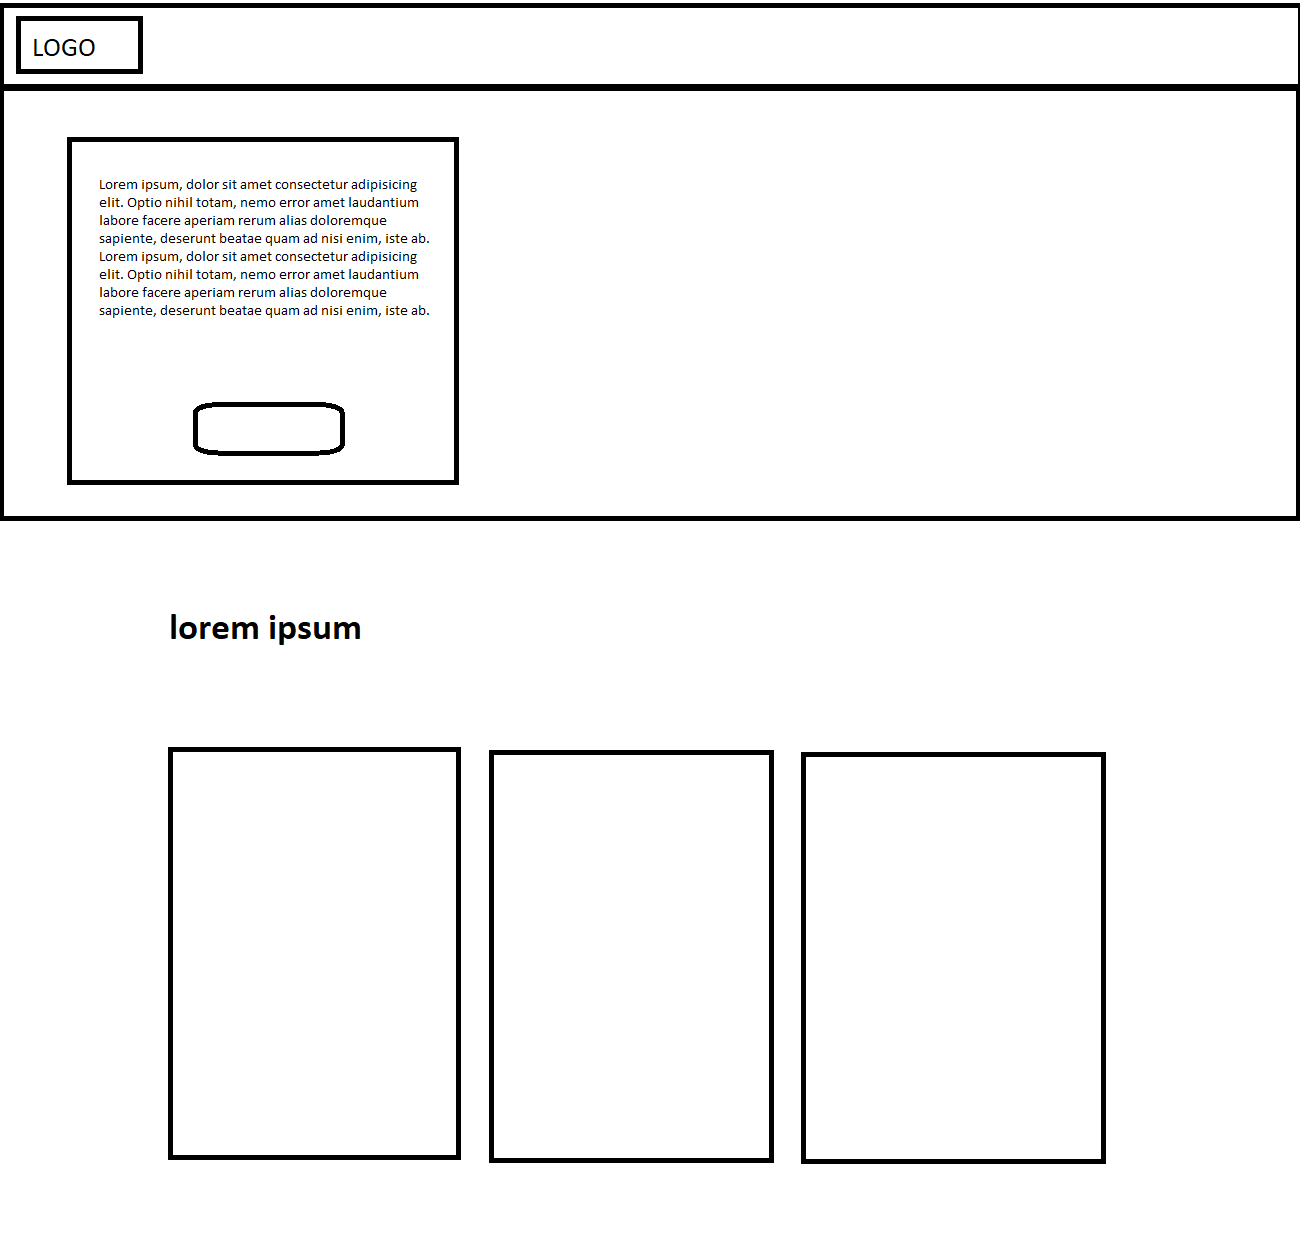 LOGO
Lorem ipsum, dolor sit amet consectetur adipisicing
elit. Optio nihil totam, nemo error amet laudantium
labore facere aperiam rerum alias doloremque
sapiente, deserunt beatae quam ad nisi enim, iste ab.
Lorem ipsum, dolor sit amet consectetur adipisicing
elit. Optio nihil totam, nemo error amet laudantium
labore facere aperiam rerum alias doloremque
sapiente, deserunt beatae quam ad nisi enim, iste ab.
lorem ipsum